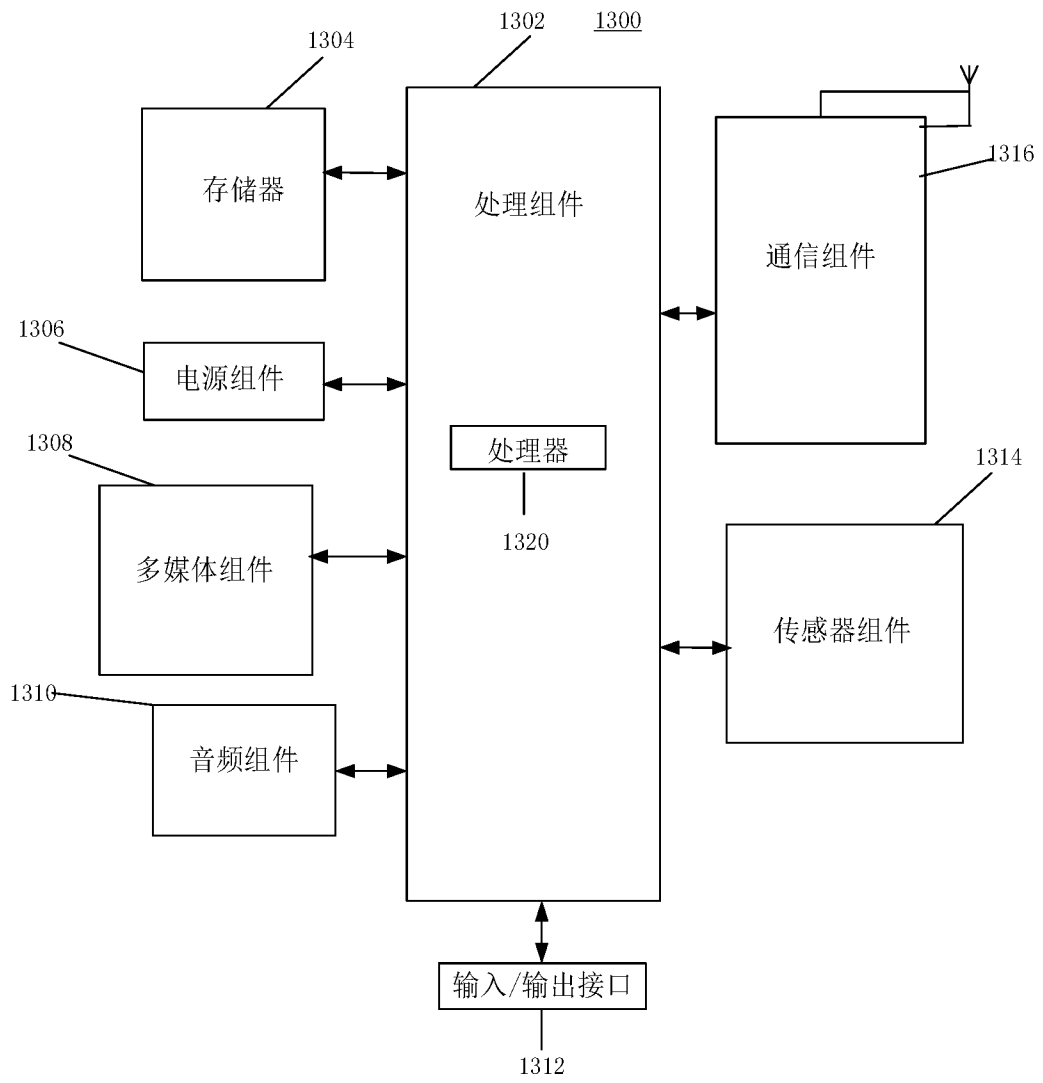 1302
1300
1304
存储器
处理组件
1316
通信组件
1306
电源组件
1308
处理器
1314
1320
多媒体组件
传感器组件
1310
音频组件
输入/输出接口
1312